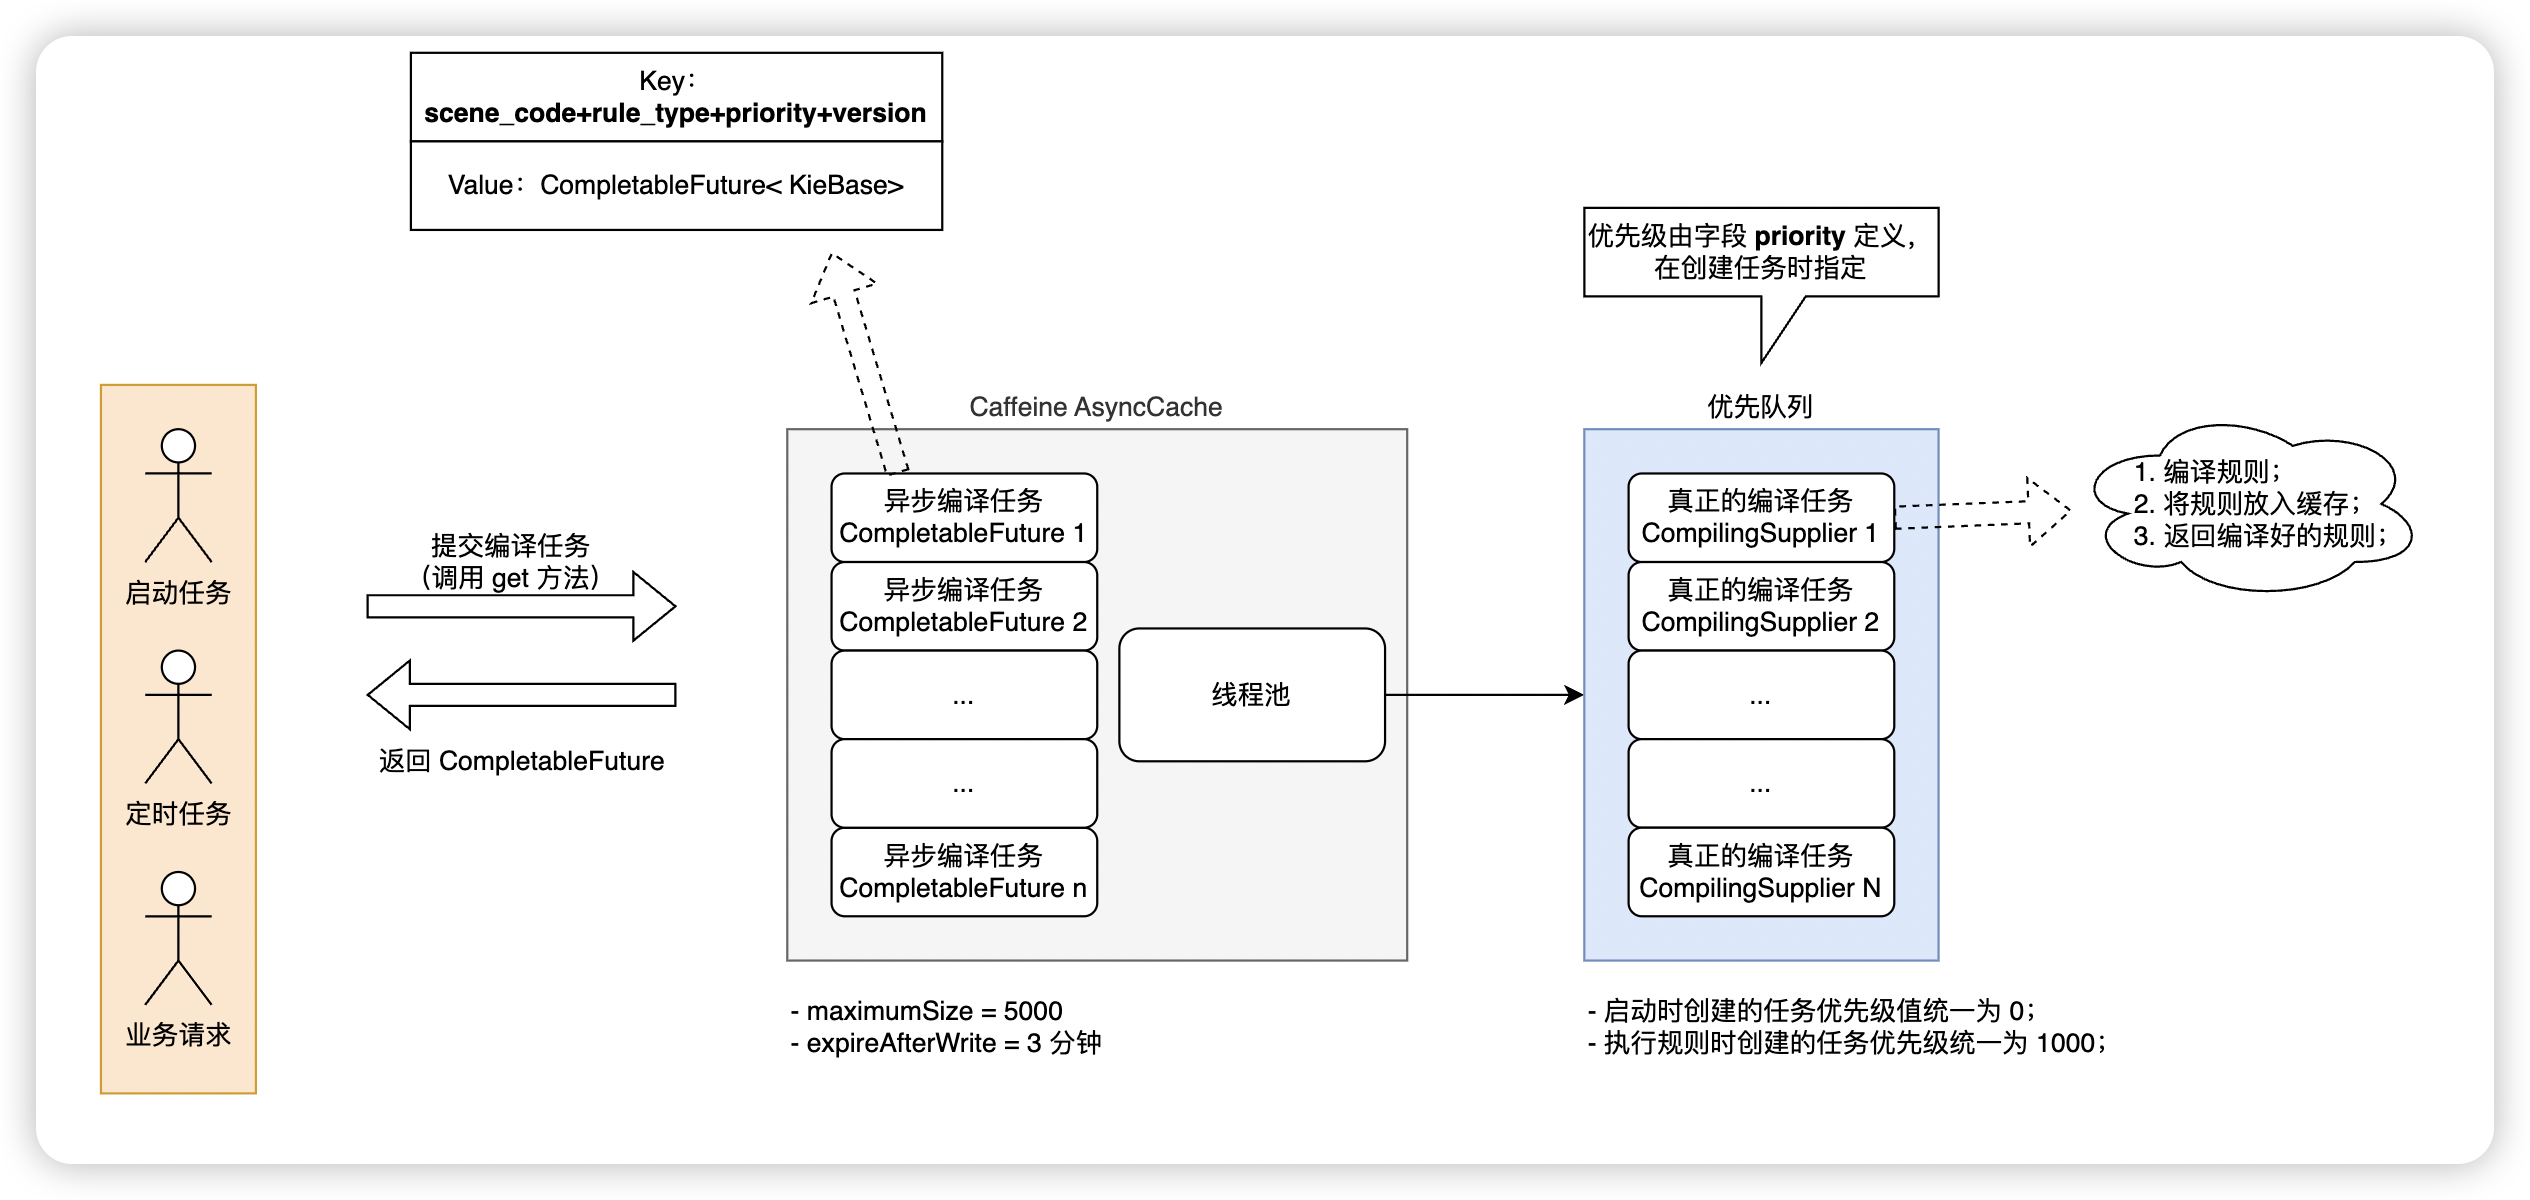 Key：
scene_code+rule_type+priority+version
Value：CompletableFuture< KieBase>
优先级由字段 priority 定义，
在创建任务时指定
启动任务
定时任务
业务请求
提交编译任务
（调用 get 方法）
返回 CompletableFuture
Caffeine AsyncCache
异步编译任务
CompletableFuture 1
异步编译任务
CompletableFuture 2
...
...
异步编译任务
CompletableFuture n
线程池
- maximumSize = 5000
- expireAfterWrite = 3 分钟
优先队列
真正的编译任务
CompilingSupplier 1
真正的编译任务
CompilingSupplier 2
...
...
真正的编译任务
CompilingSupplier N
- 启动时创建的任务优先级值统一为 0；
- 执行规则时创建的任务优先级统一为 1000；
1. 编译规则；
2. 将规则放入缓存；
3. 返回编译好的规则；